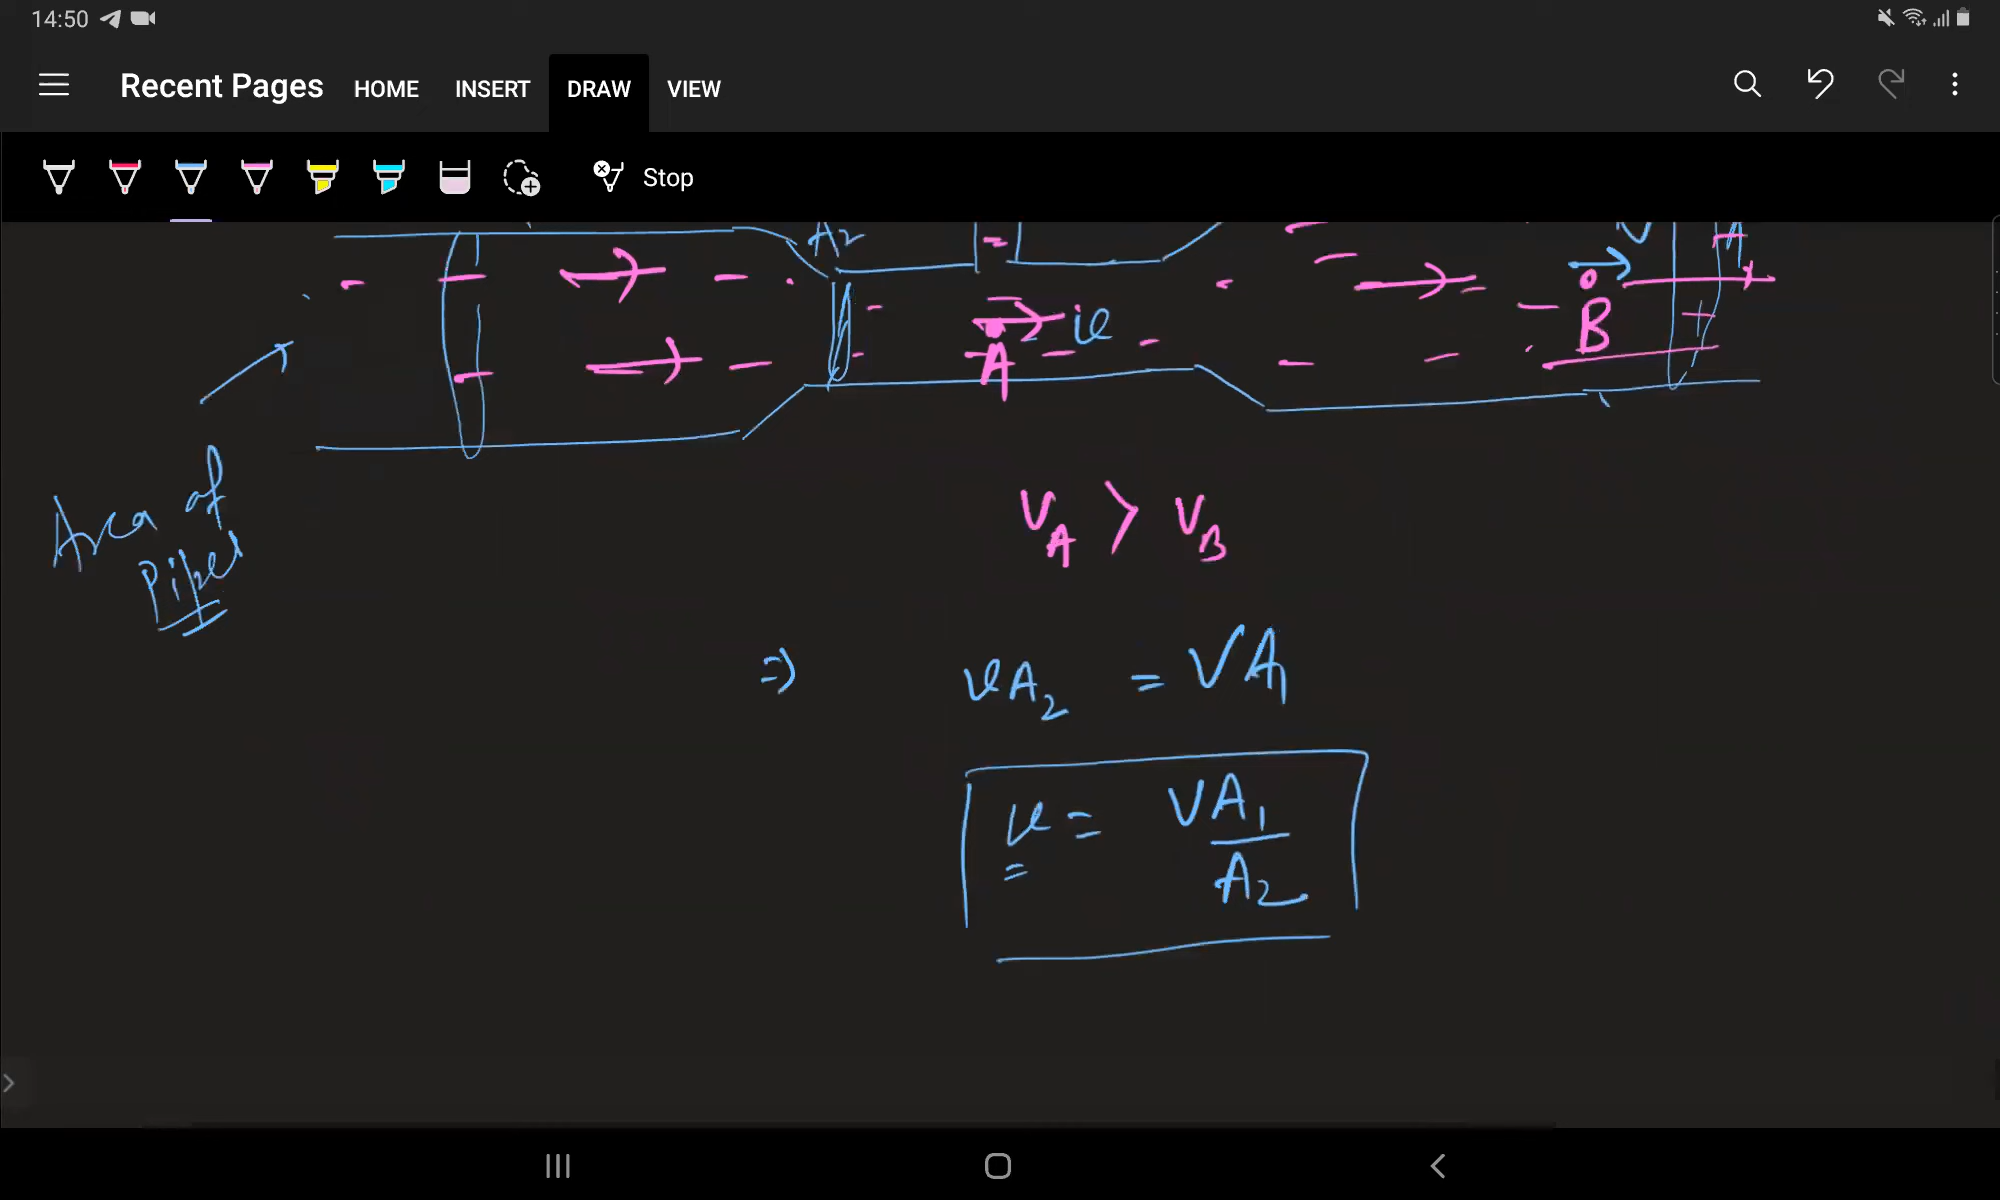 14:50
Recent Pages HOME INSERT DRAW VIEW
Stop
A2
V A
v
A
B
Area of
Pipe
VA > VB
=> vA2 = VA1
v = VA1
A2